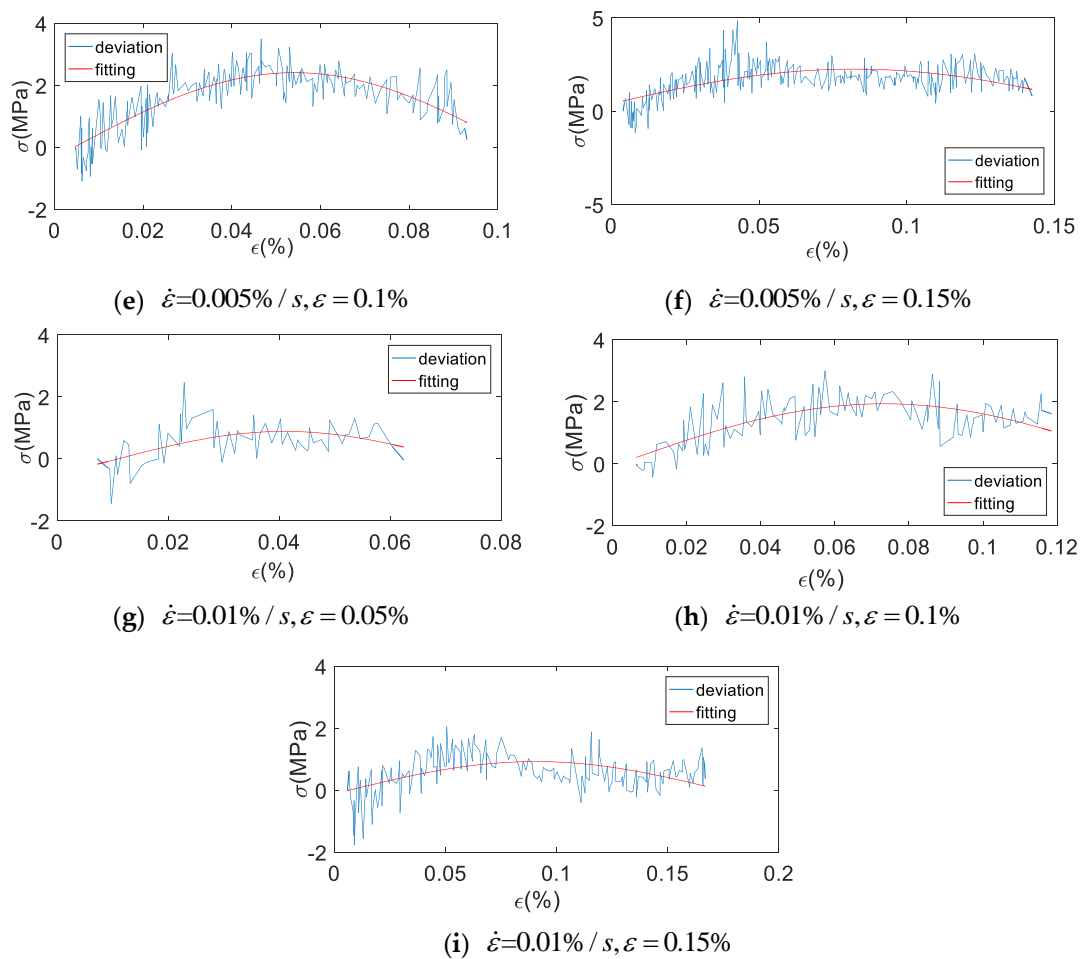 4
2
0
-2
σ(MPa)
deviation
fitting
0
0.02
0.04
0.06
0.08
0.1
ϵ(%)
(e) ε̇=0.005% / s, ε = 0.1%
5
0
-5
σ(MPa)
deviation
fitting
0
0.05
0.1
0.15
ϵ(%)
(f) ε̇=0.005% / s, ε = 0.15%
4
2
0
-2
σ(MPa)
deviation
fitting
0
0.02
0.04
0.06
0.08
ϵ(%)
(g) ε̇=0.01% / s, ε = 0.05%
4
2
0
-2
σ(MPa)
deviation
fitting
0
0.02
0.04
0.06
0.08
0.1
0.12
ϵ(%)
(h) ε̇=0.01% / s, ε = 0.1%
4
2
0
-2
σ(MPa)
deviation
fitting
0
0.05
0.1
0.15
0.2
ϵ(%)
(i) ε̇=0.01% / s, ε = 0.15%